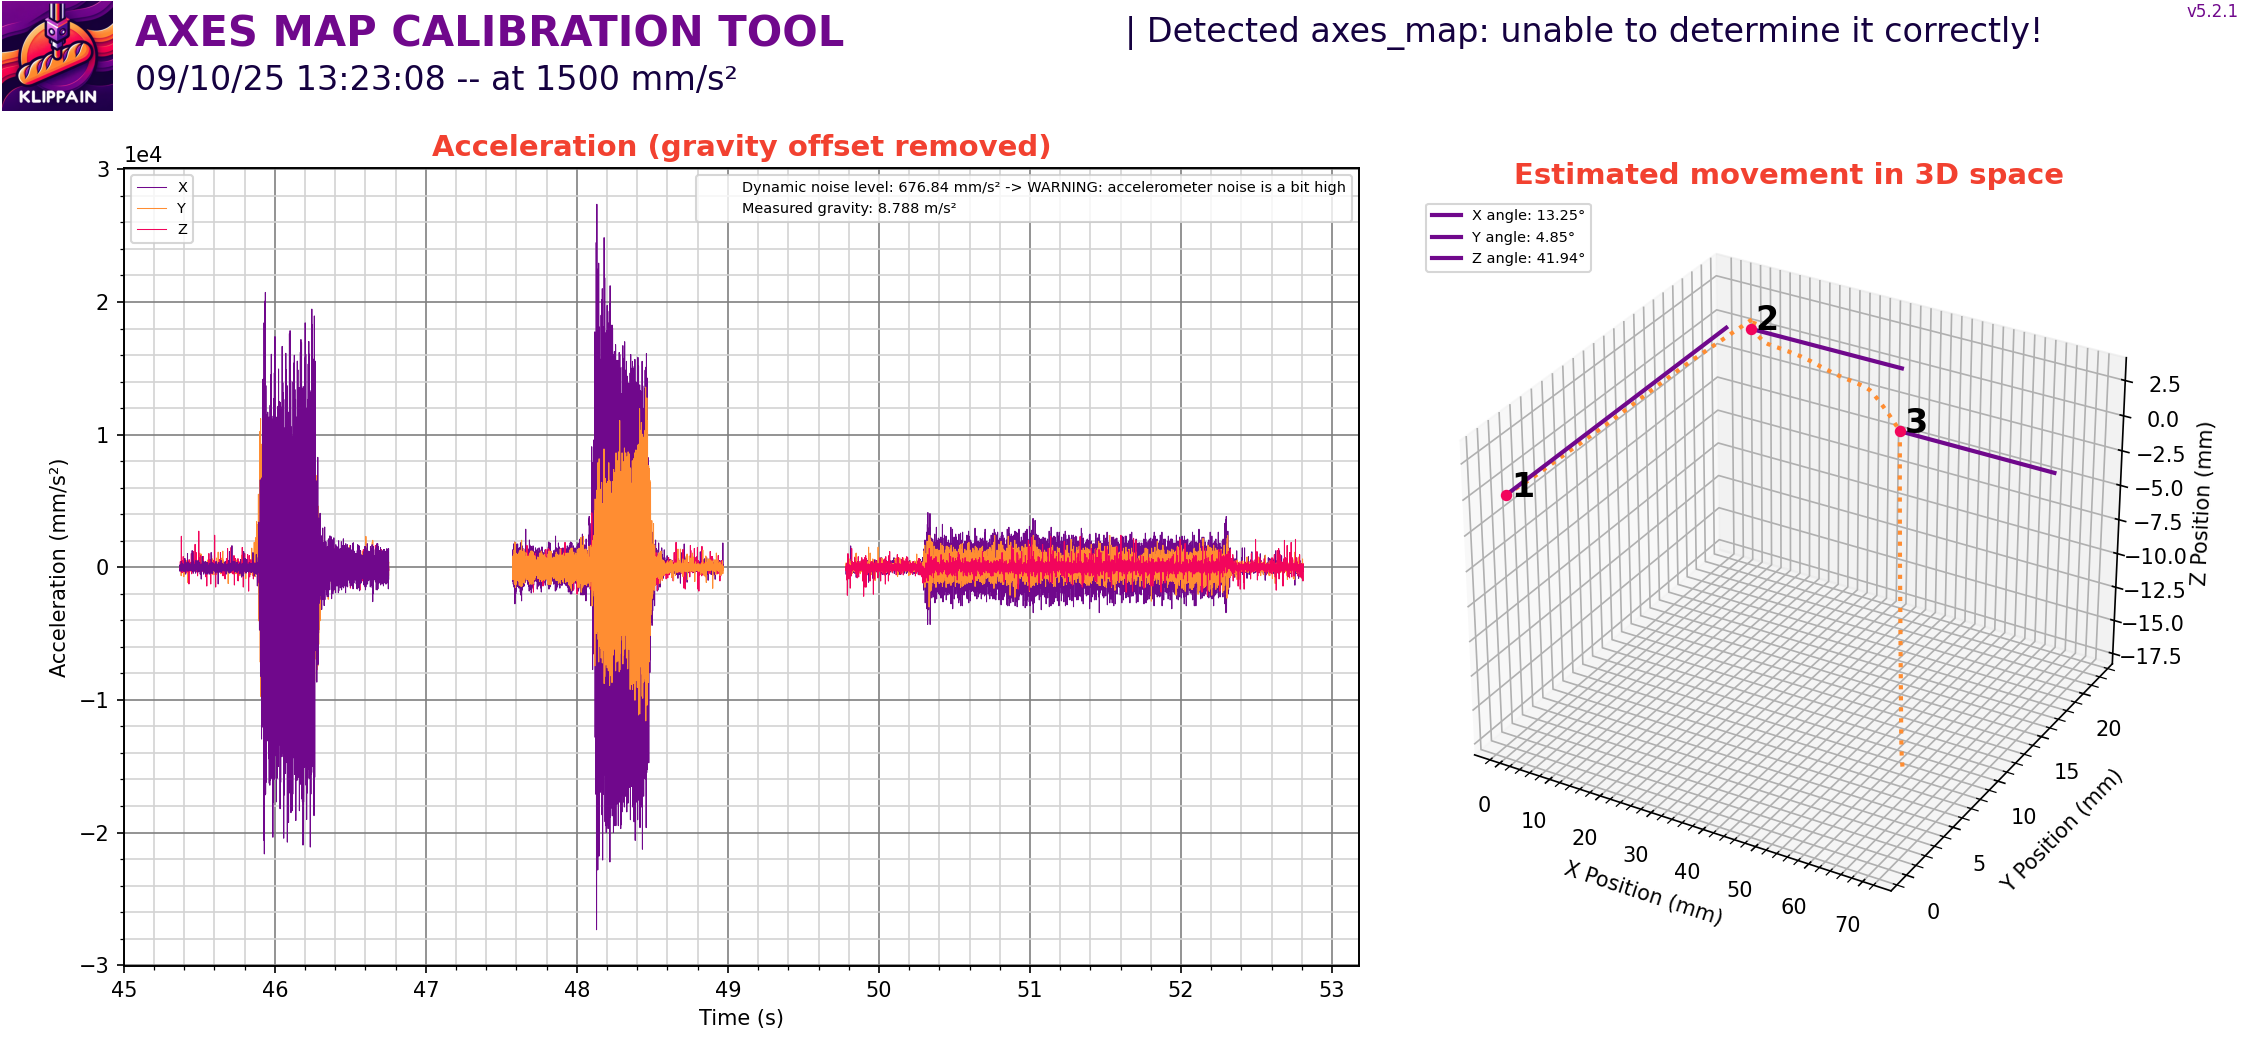 AXES MAP CALIBRATION TOOL
| Detected axes_map: unable to determine it correctly!
v5.2.1
09/10/25 13:23:08 -- at 1500 mm/s²
KLIPPAIN
Acceleration (gravity offset removed)
1e4
X
Y
Z
Dynamic noise level: 676.84 mm/s² -> WARNING: accelerometer noise is a bit high
Measured gravity: 8.788 m/s²
3
2
1
0
−1
−2
−3
Acceleration (mm/s²)
45 46 47 48 49 50 51 52 53
Time (s)
Estimated movement in 3D space
X angle: 13.25°
Y angle: 4.85°
Z angle: 41.94°
1
2
3
2.5
0.0
−2.5
−5.0
−7.5
−10.0
−12.5
−15.0
−17.5
Z Position (mm)
0 10 20 30 40 50 60 70
X Position (mm)
0 5 10 15 20
Y Position (mm)